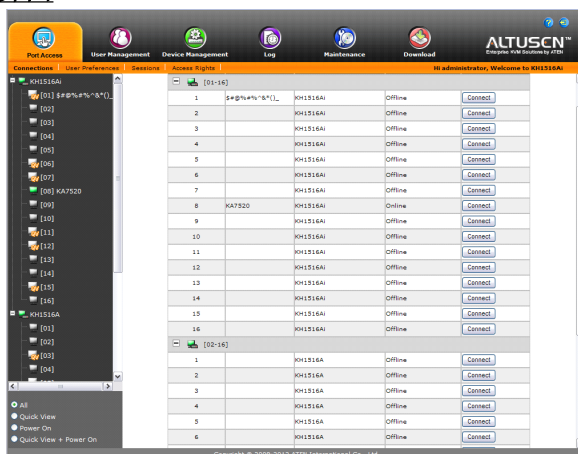 Port Access User Management Device Management Log Maintenance Download
ALTUSCN™
Enterprise KVM Solutions by ATEN
Connections User Preferences Sessions Access Rights Hi administrator, Welcome to KH1516Ai
KH1516Ai
[01] $#@%#%^&*()_
[02]
[03]
[04]
[05]
[06]
[07]
[08] KA7520
[09]
[10]
[11]
[12]
[13]
[14]
[15]
[16]
KH1516A
[01]
[02]
[03]
[04]
All
Quick View
Power On
Quick View + Power On
[01-16]
1 $#@%#%^&*()_ KH1516Ai Offline Connect
2 KH1516Ai Offline Connect
3 KH1516Ai Offline Connect
4 KH1516Ai Offline Connect
5 KH1516Ai Offline Connect
6 KH1516Ai Offline Connect
7 KH1516Ai Offline Connect
8 KA7520 KH1516Ai Online Connect
9 KH1516Ai Offline Connect
10 KH1516Ai Offline Connect
11 KH1516Ai Offline Connect
12 KH1516Ai Offline Connect
13 KH1516Ai Offline Connect
14 KH1516Ai Offline Connect
15 KH1516Ai Offline Connect
16 KH1516Ai Offline Connect
[02-16]
1 KH1516A Offline Connect
2 KH1516A Offline Connect
3 KH1516A Offline Connect
4 KH1516A Offline Connect
5 KH1516A Offline Connect
6 KH1516A Offline Connect